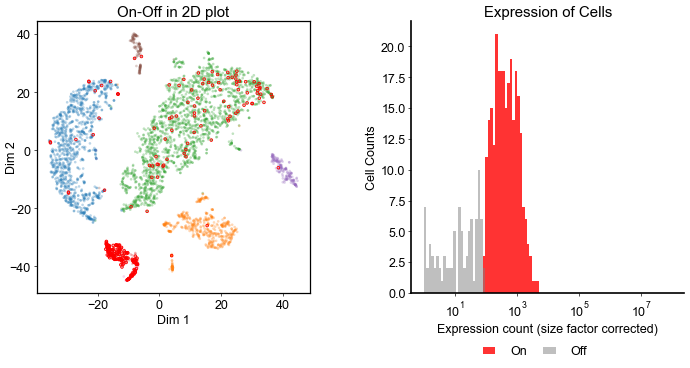 On-Off in 2D plot
40
20
0
−20
−40
Dim 2
−20
0
20
40
Dim 1
Expression of Cells
20.0
17.5
15.0
12.5
10.0
7.5
5.0
2.5
0.0
Cell Counts
10^1
10^3
10^5
10^7
Expression count (size factor corrected)
On
Off